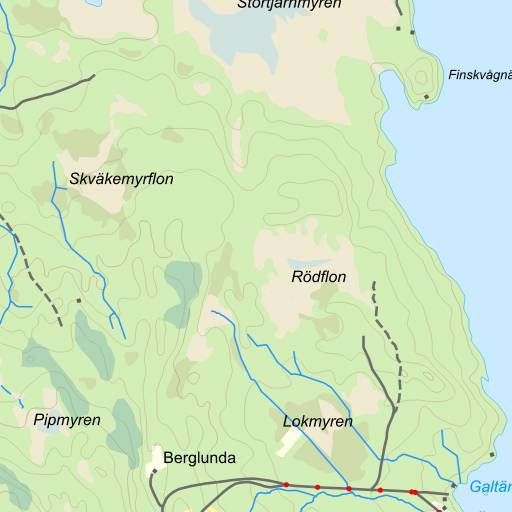 Stortjärnmyren
Finskvågnä
Skväkemyrflon
Rödflon
Pipmyren
Lokmyren
Berglunda
Galtär